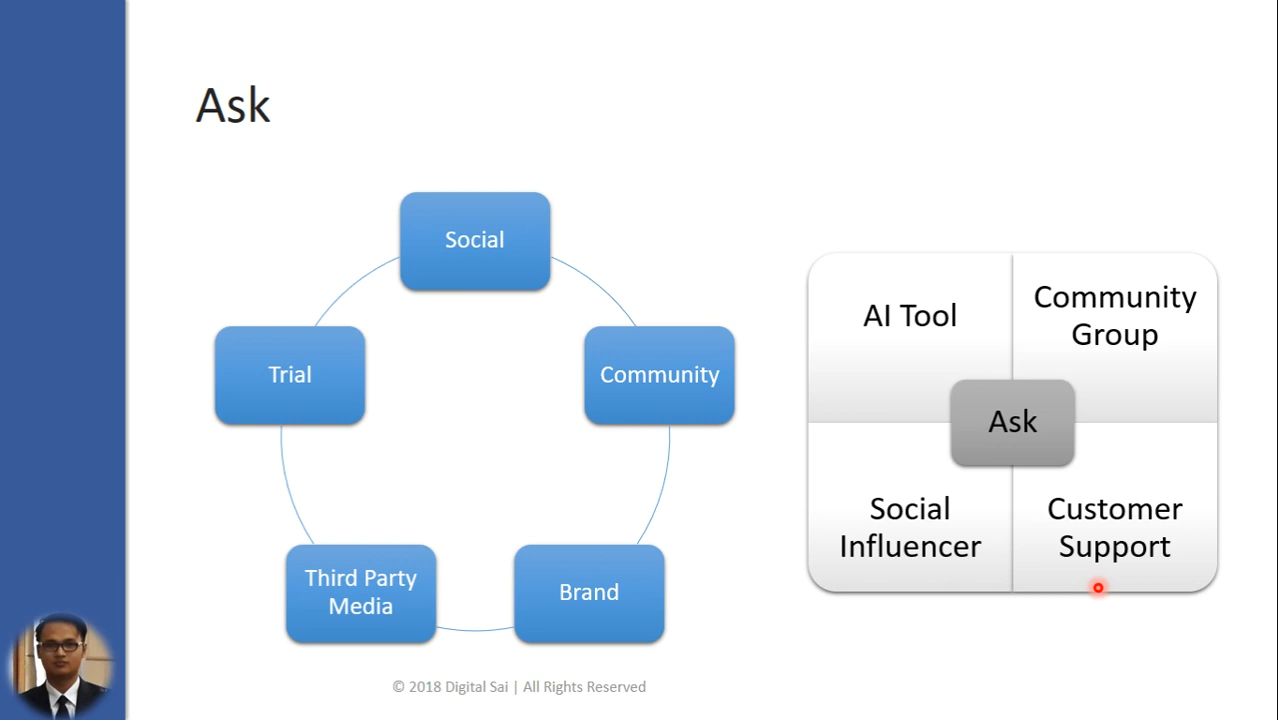 Ask
Social
Trial
Community
Third Party
Media
Brand
AI Tool
Community
Group
Ask
Social
Influencer
Customer
Support
© 2018 Digital Sai | All Rights Reserved